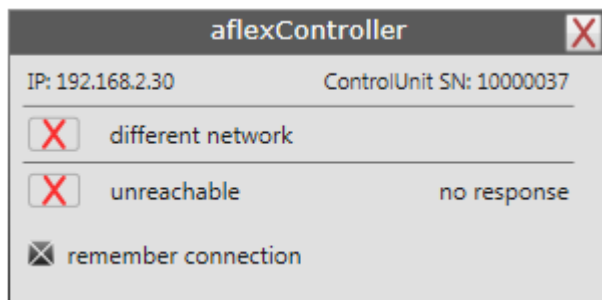 aflexController
IP: 192.168.2.30 ControlUnit SN: 10000037
different network
unreachable no response
remember connection